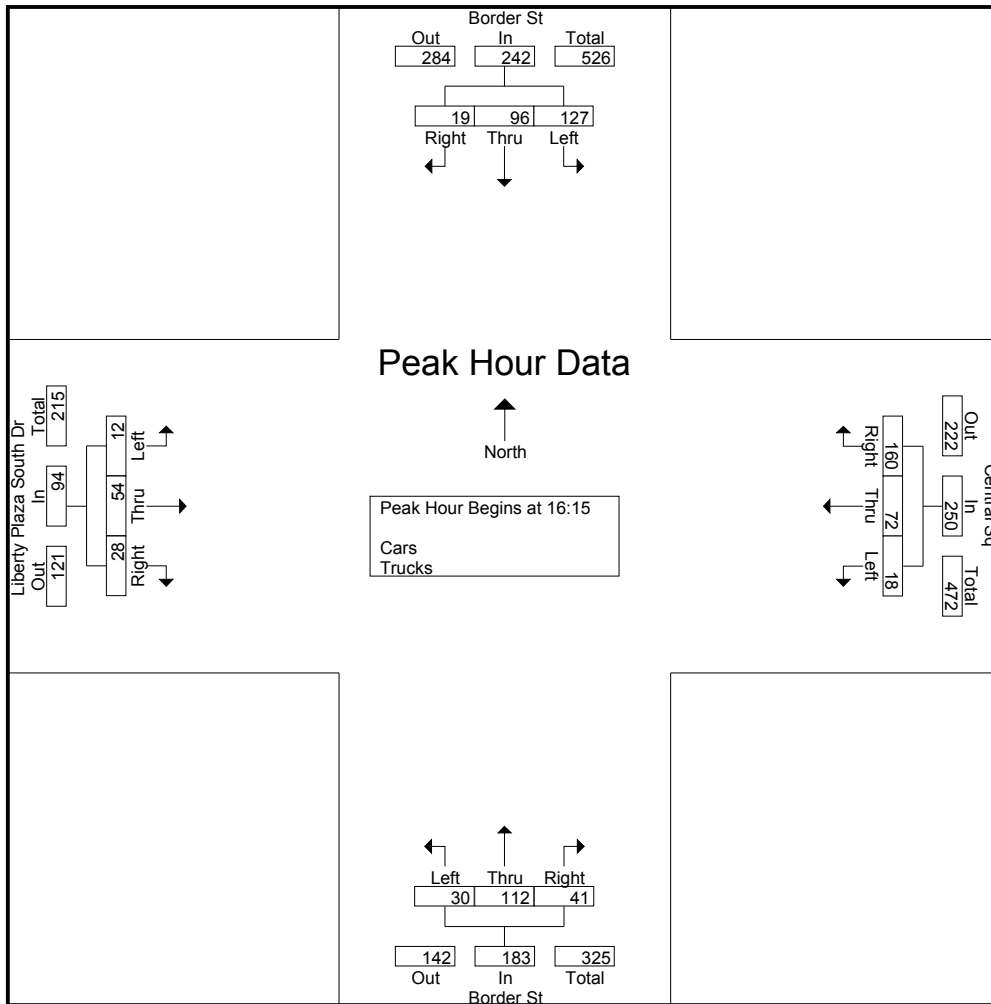 Border St
Out In Total
284 242 526
19 96 127
Right Thru Left
Peak Hour Data
North
Peak Hour Begins at 16:15
Cars
Trucks
Liberty Plaza South Dr
Out In Total
121 94 215
12 54 28
Left Thru Right
Central Sq
Out In Total
222 250 472
160 72 18
Right Thru Left
Left Thru Right
30 112 41
142 183 325
Out In Total
Border St